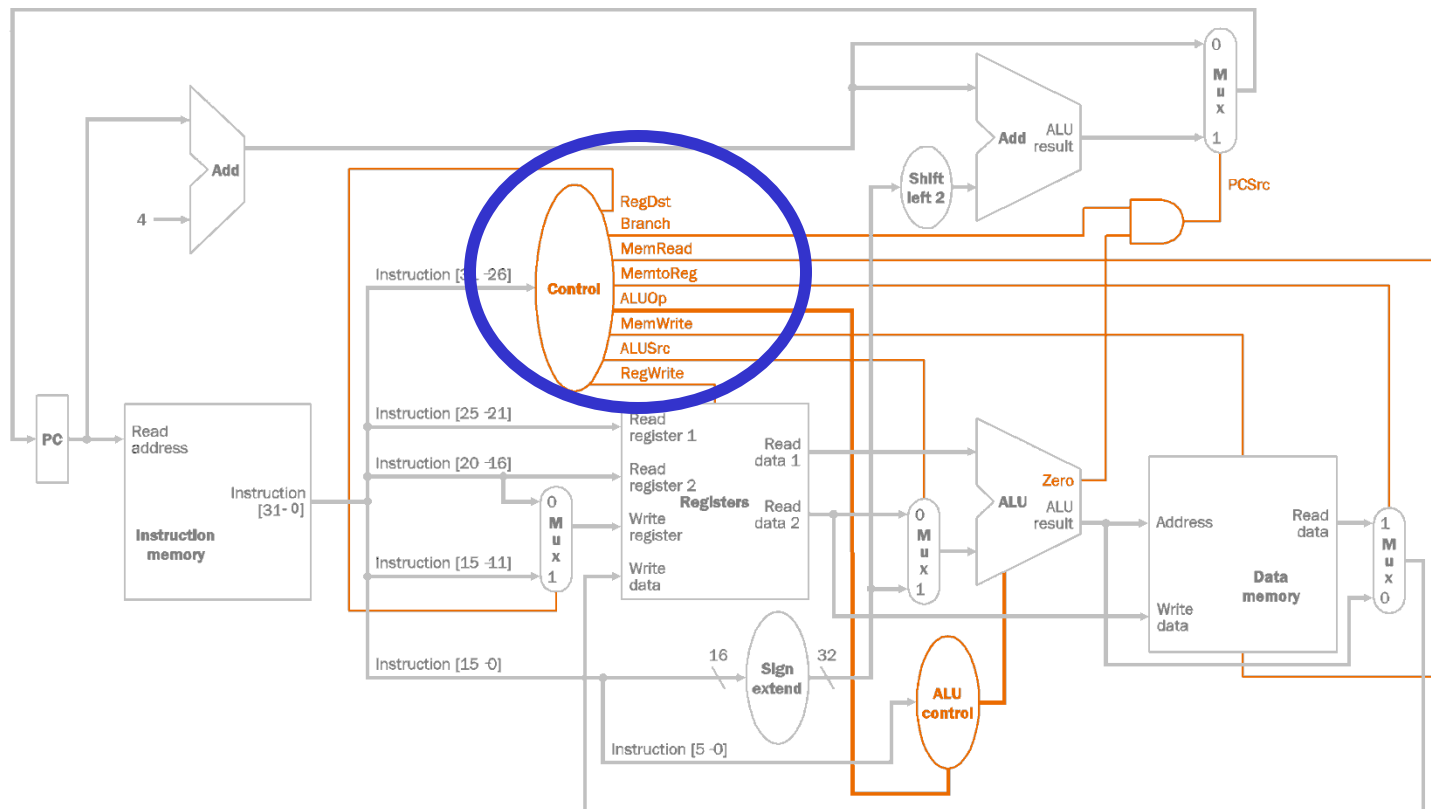 0
M
u
x
1
Add
ALU
result
Add
Shift
left 2
PCSrc
4
RegDst
Branch
MemRead
MemtoReg
ALUOp
MemWrite
ALUSrc
RegWrite
Control
Instruction [31-26]
Instruction [25-21]
Instruction [20-16]
Instruction [15-11]
Instruction [15-0]
Instruction [5-0]
PC
Read
address
Instruction
[31-0]
Instruction
memory
0
M
u
x
1
Read
register 1
Read
register 2
Write
register
Write
data
Registers
Read
data 1
Read
data 2
0
M
u
x
1
Zero
ALU
ALU
result
Address
Read
data
Data
memory
Write
data
1
M
u
x
0
16
Sign
extend
32
ALU
control